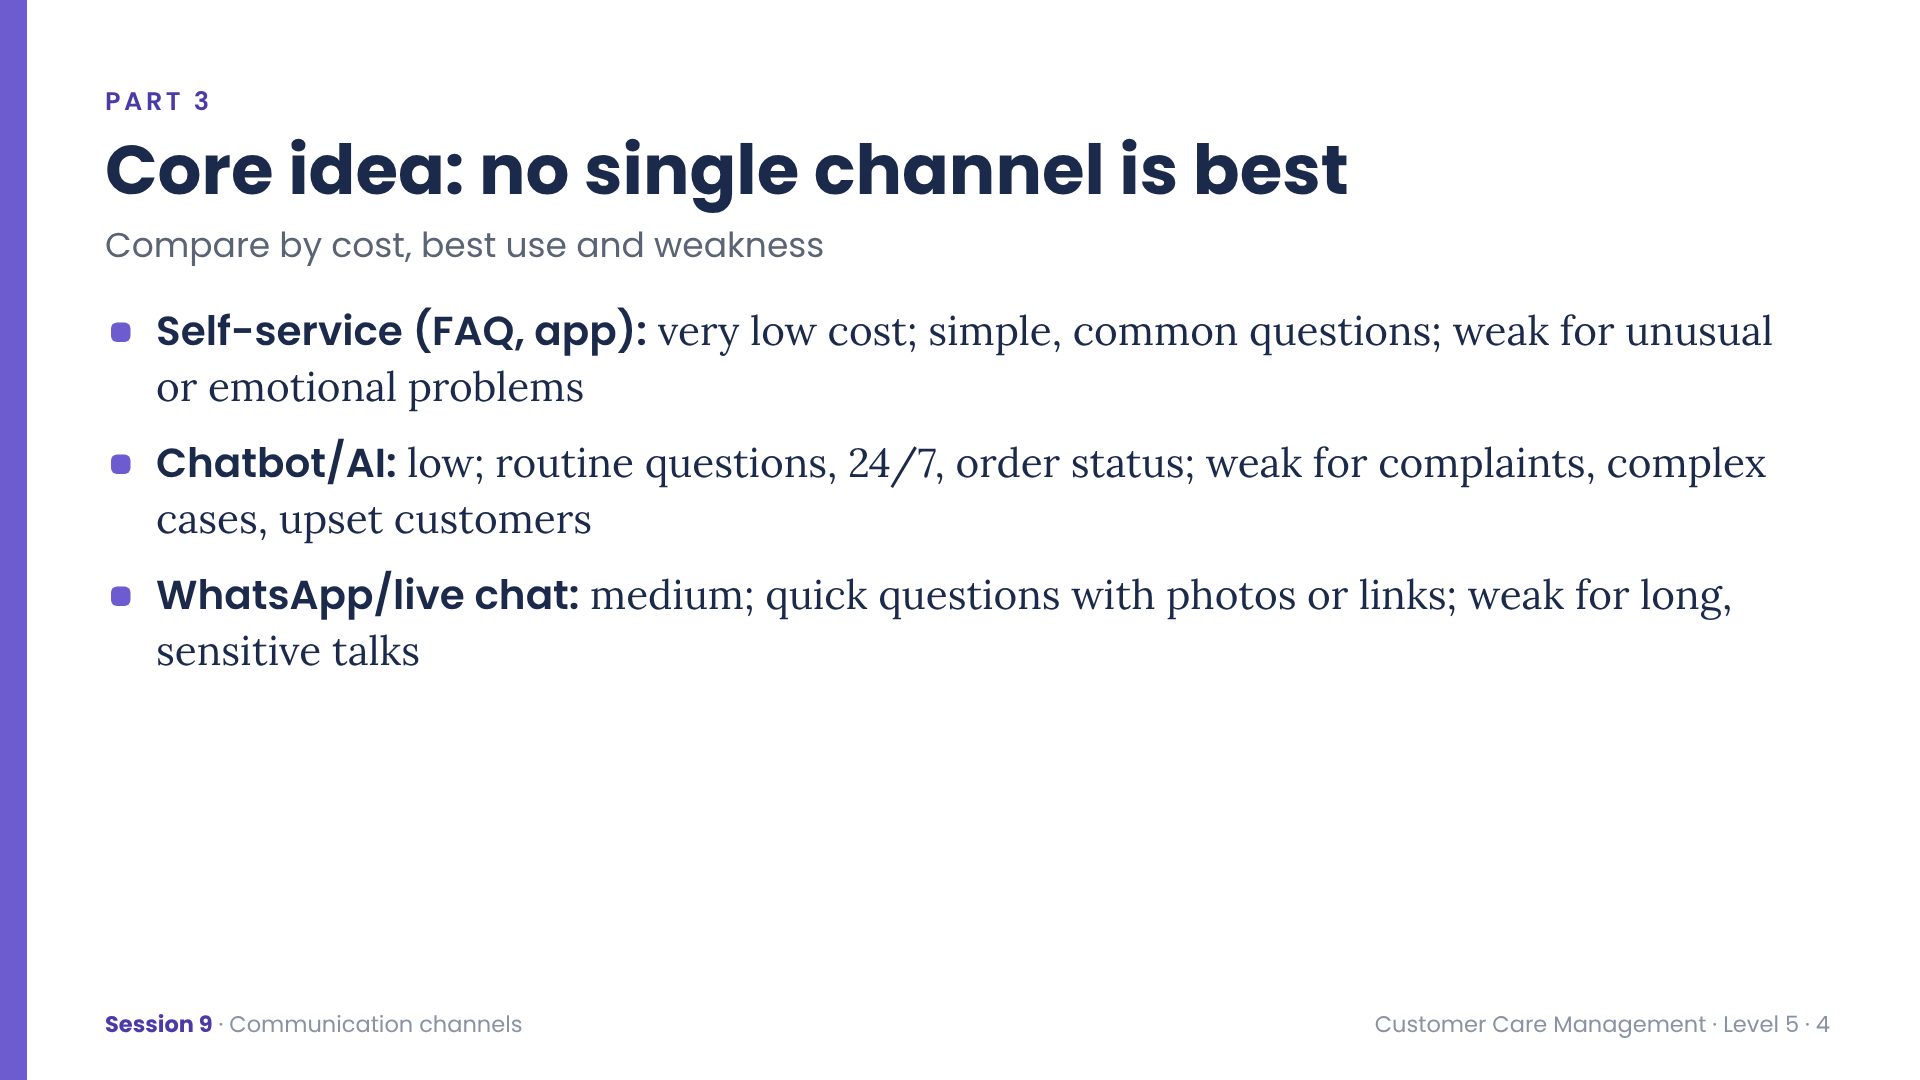 PART 3
Core idea: no single channel is best
Compare by cost, best use and weakness
Self-service (FAQ, app): very low cost; simple, common questions; weak for unusual
or emotional problems
Chatbot/AI: low; routine questions, 24/7, order status; weak for complaints, complex
cases, upset customers
WhatsApp/live chat: medium; quick questions with photos or links; weak for long,
sensitive talks
Session 9 · Communication channels
Customer Care Management · Level 5 · 4